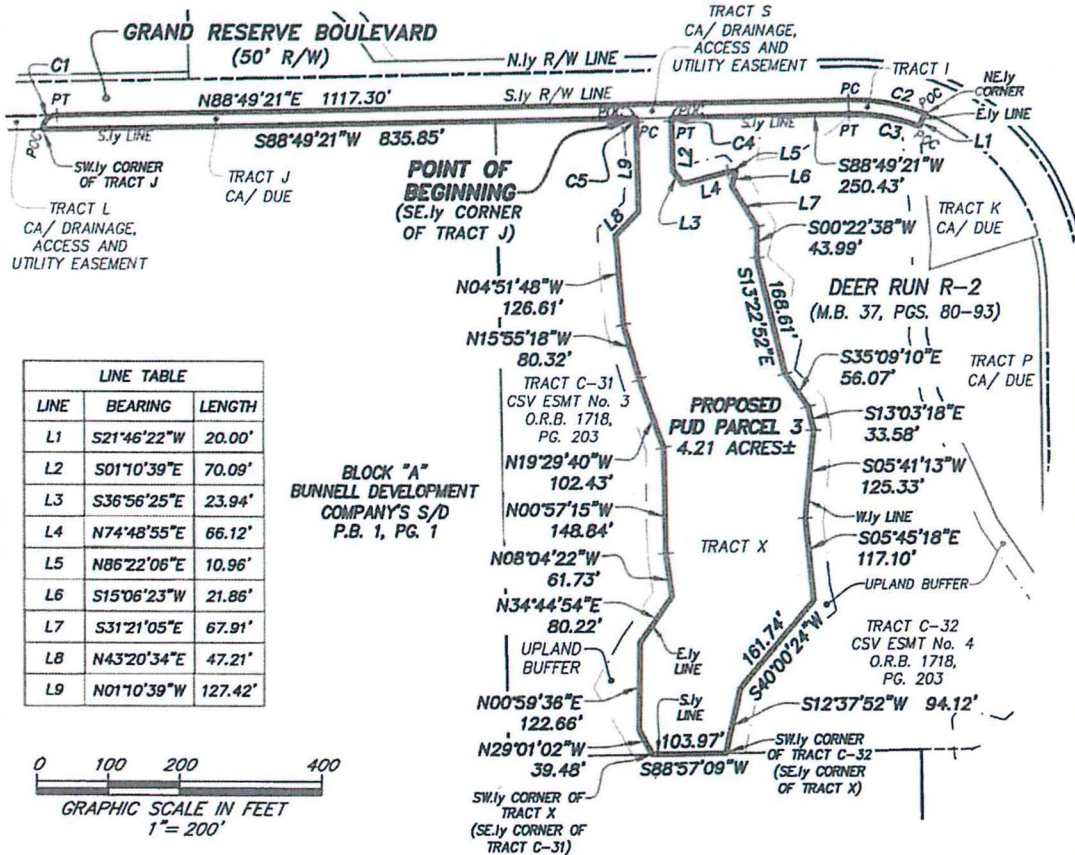 TRACT S
CA/ DRAINAGE,
ACCESS AND
UTILITY EASEMENT
GRAND RESERVE BOULEVARD
(50' R/W)
N.ly R/W LINE
TRACT I
NE.ly
CORNER
E.ly LINE
C1
PT
N88°49'21"E 1117.30'
S.ly R/W LINE
POC
PC
C2
POC
S.ly LINE
S88°49'21"W 835.85'
PC
PT
C4
S.ly LINE
PT
C3
POC
L1
POC
SW.ly CORNER
OF TRACT J
TRACT J
CA/ DUE
POINT OF
BEGINNING
(SE.ly CORNER
OF TRACT J)
C5
L9
L2
L4
L5
L6
L7
L3
L8
S88°49'21"W
250.43'
TRACT L
CA/ DRAINAGE,
ACCESS AND
UTILITY EASEMENT
TRACT K
CA/ DUE
S00°22'38"W
43.99'
DEER RUN R-2
(M.B. 37, PGS. 80-93)
N04°51'48"W
126.61'
168.61'
S13°22'52"E
N15°55'18"W
80.32'
S35°09'10"E
56.07'
TRACT P
CA/ DUE
TRACT C-31
CSV ESMT No. 3
O.R.B. 1718,
PG. 203
PROPOSED
PUD PARCEL 3
4.21 ACRES±
S13°03'18"E
33.58'
N19°29'40"W
102.43'
S05°41'13"W
125.33'
BLOCK "A"
BUNNELL DEVELOPMENT
COMPANY'S S/D
P.B. 1, PG. 1
N00°57'15"W
148.84'
W.ly LINE
S05°45'18"E
117.10'
TRACT X
N08°04'22"W
61.73'
UPLAND BUFFER
N34°44'54"E
80.22'
UPLAND
BUFFER
E.ly
LINE
161.74'
S40°00'24"W
TRACT C-32
CSV ESMT No. 4
O.R.B. 1718,
PG. 203
N00°59'36"E
122.66'
S.ly
LINE
S12°37'52"W 94.12'
N29°01'02"W
39.48'
103.97'
S88°57'09"W
SW.ly CORNER
OF TRACT C-32
(SE.ly CORNER
OF TRACT X)
SW.ly CORNER OF
TRACT X
(SE.ly CORNER OF
TRACT C-31)
LINE TABLE
LINE BEARING LENGTH
L1 S21°46'22"W 20.00'
L2 S01°10'39"E 70.09'
L3 S36°56'25"E 23.94'
L4 N74°48'55"E 66.12'
L5 N86°22'06"E 10.96'
L6 S15°06'23"W 21.86'
L7 S31°21'05"E 67.91'
L8 N43°20'34"E 47.21'
L9 N01°10'39"W 127.42'
0 100 200 400
GRAPHIC SCALE IN FEET
1"= 200'